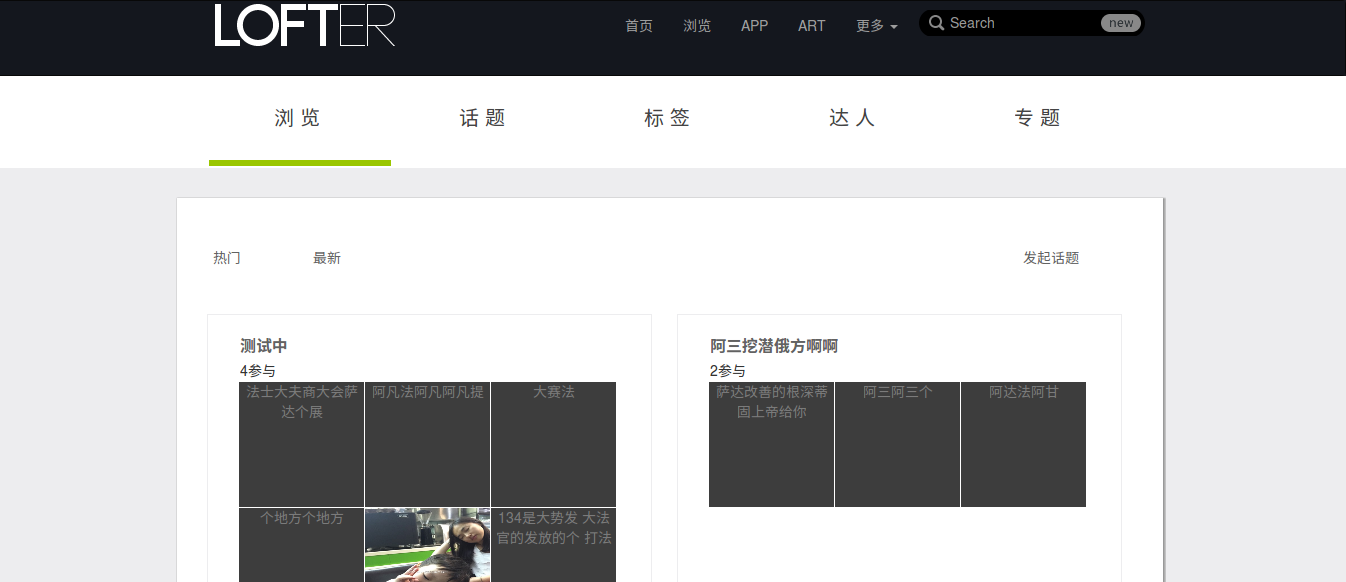 LOFTER
首页 浏览 APP ART 更多 Search new
浏览 话题 标签 达人 专题
热门 最新 发起话题
测试中
4参与
法士大夫商大会萨
达个展
阿凡法阿凡阿凡提
大赛法
个地方个地方
134是大势发 大法
官的发放的个 打法
阿三挖潜俄方啊啊
2参与
萨达改善的根深蒂
固上帝给你
阿三阿三个
阿达法阿甘